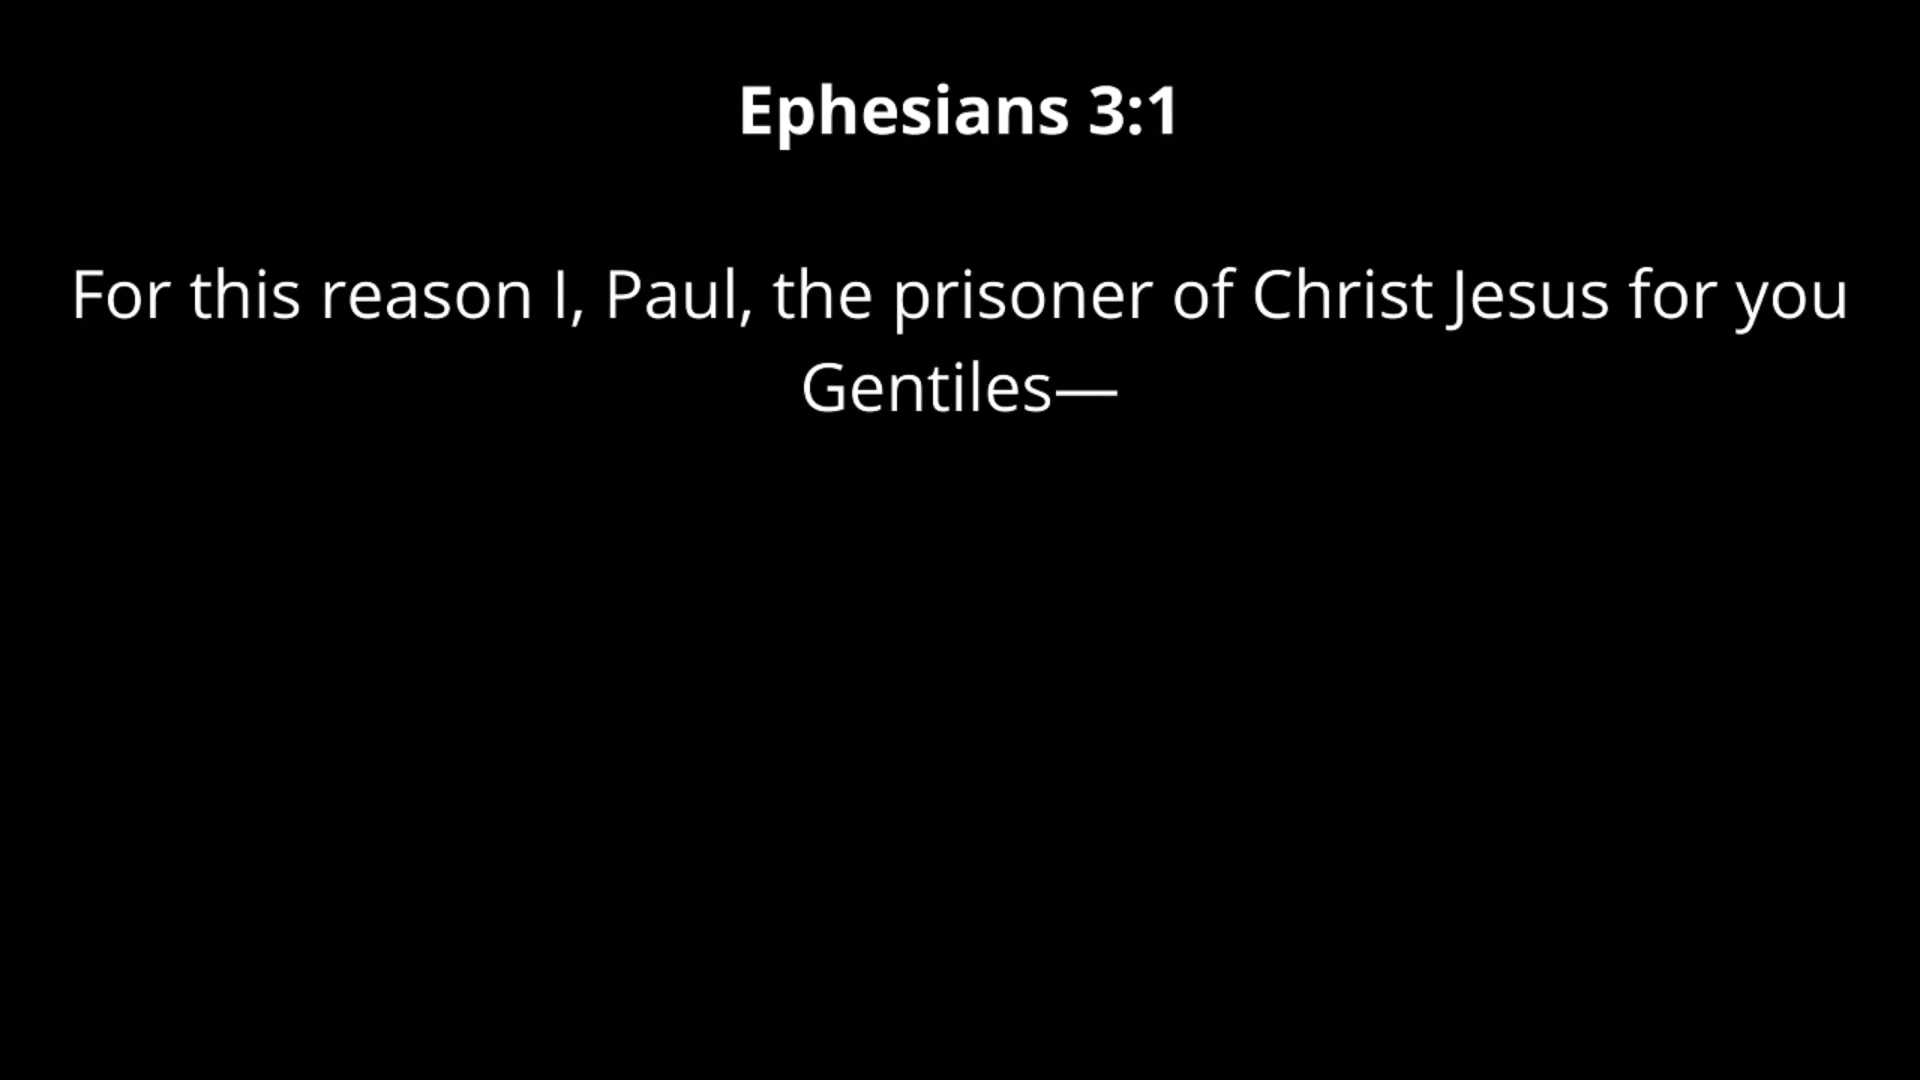 Ephesians 3:1
For this reason I, Paul, the prisoner of Christ Jesus for you
Gentiles—